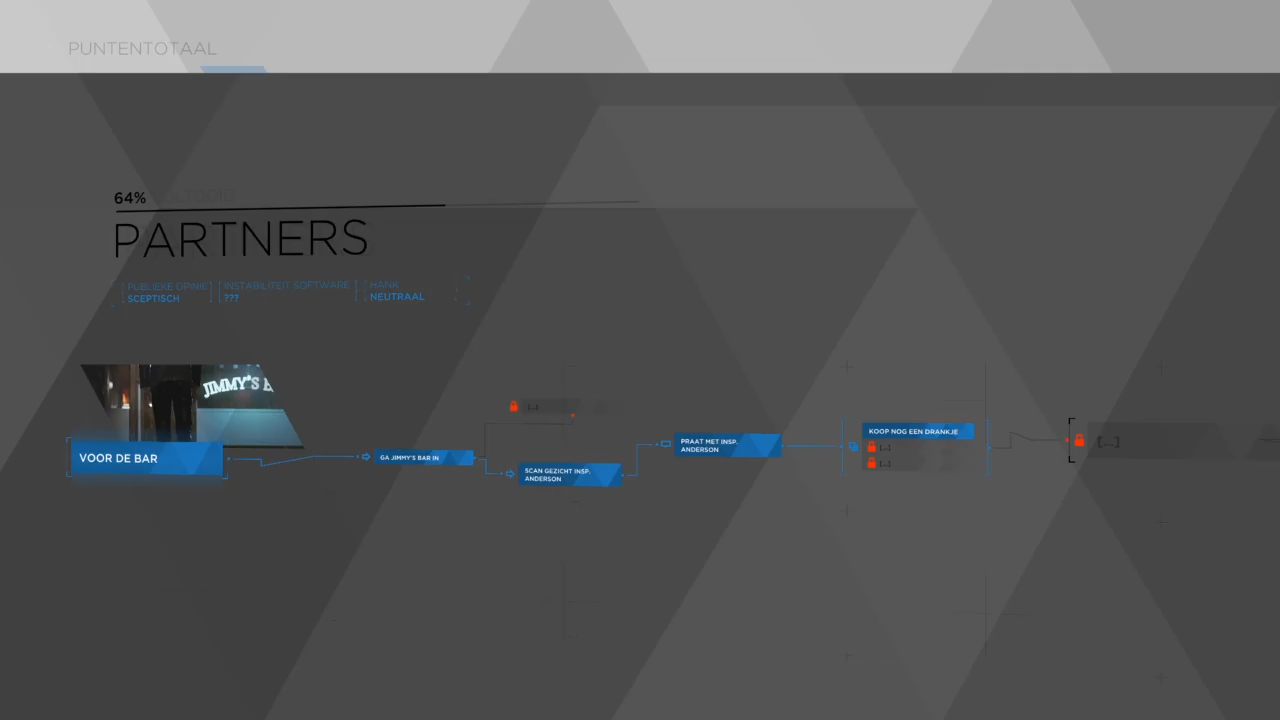 PUNTENTOTAAL
64% VOLTOOID
PARTNERS
PUBLIEKE OPINIE
SCEPTISCH
INSTABILITEIT SOFTWARE
???
HANK
NEUTRAAL
JIMMY'S B
VOOR DE BAR
GA JIMMY'S BAR IN
[...]
SCAN GEZICHT INSP.
ANDERSON
PRAAT MET INSP.
ANDERSON
KOOP NOG EEN DRANKJE
[...]
[...]
[...]